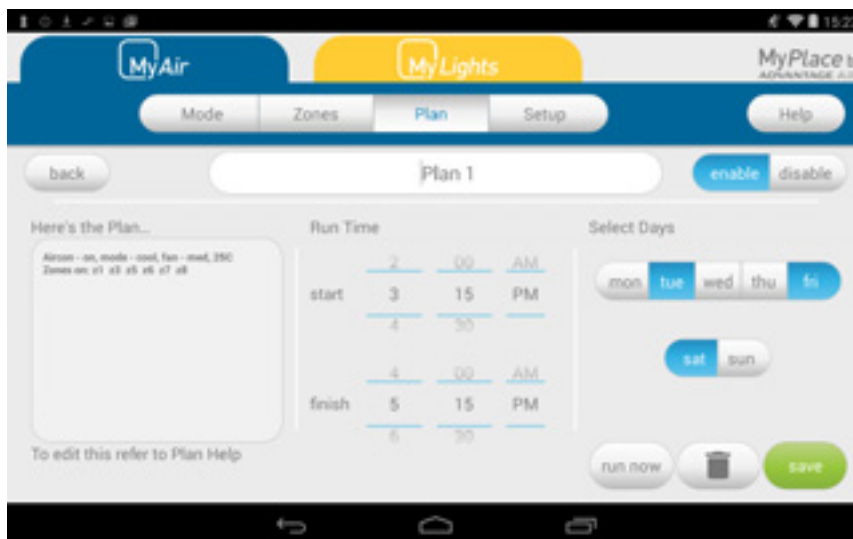 15:22
MyAir
MyLights
MyPlace
ADVANTAGE
Mode
Zones
Plan
Setup
Help
back
Plan 1
enable
disable
Here's the Plan...
Run Time
Select Days
Aircon - on, mode - cool, fan - med, 25C
Zones on: z1 z3 z5 z6 z7 z8
2 00 AM
start 3 15 PM
4 30
mon tue wed thu fri
sat sun
4 00 AM
finish 5 15 PM
6 30
To edit this refer to Plan Help
run now
save